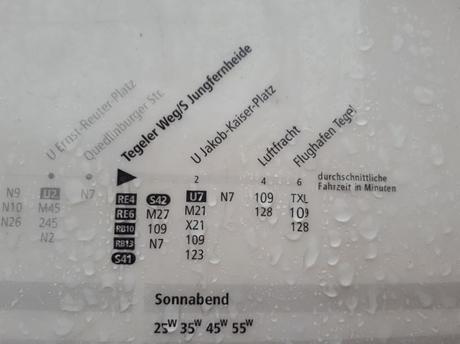 U Ernst-Reuter-Platz
Quedlinburger Str.
Tegeler Weg/S Jungfernheide
U Jakob-Kaiser-Platz
Luftfracht
Flughafen Tegel
2 4 6 durchschnittliche
Fahrzeit in Minuten
N9 U2 N7 RE4 S42 U7 N7 109 TXL
N10 M45 RE6 M27 M21 128 109
N26 245 RB10 109 X21 128
N2 RB13 N7 109
S41 123
Sonnabend
25W 35W 45W 55W